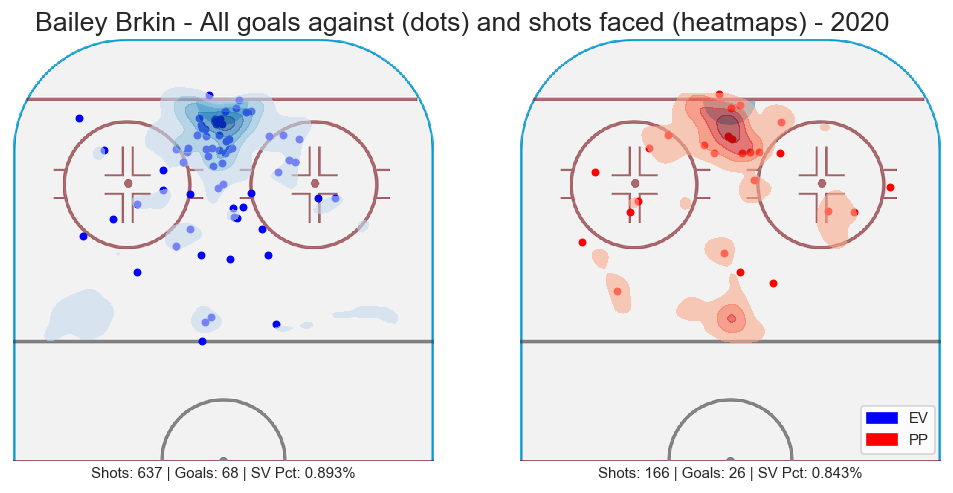 Bailey Brkin - All goals against (dots) and shots faced (heatmaps) - 2020
EV
PP
Shots: 637 | Goals: 68 | SV Pct: 0.893%
Shots: 166 | Goals: 26 | SV Pct: 0.843%